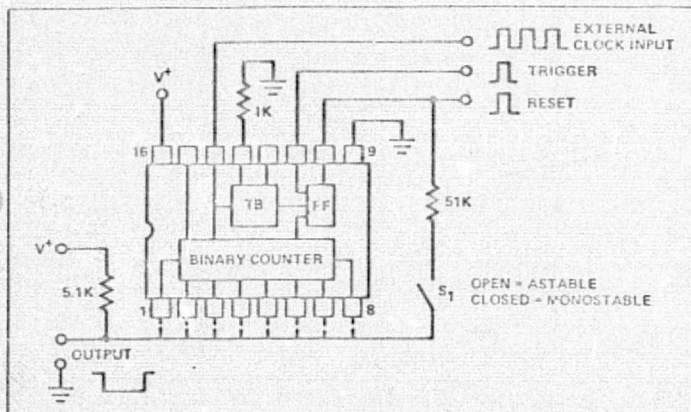 EXTERNAL
CLOCK INPUT
TRIGGER
RESET
V+
1K
16
9
TB
FF
51K
BINARY COUNTER
V+
5.1K
S1
OPEN = ASTABLE
CLOSED = MONOSTABLE
1
8
OUTPUT